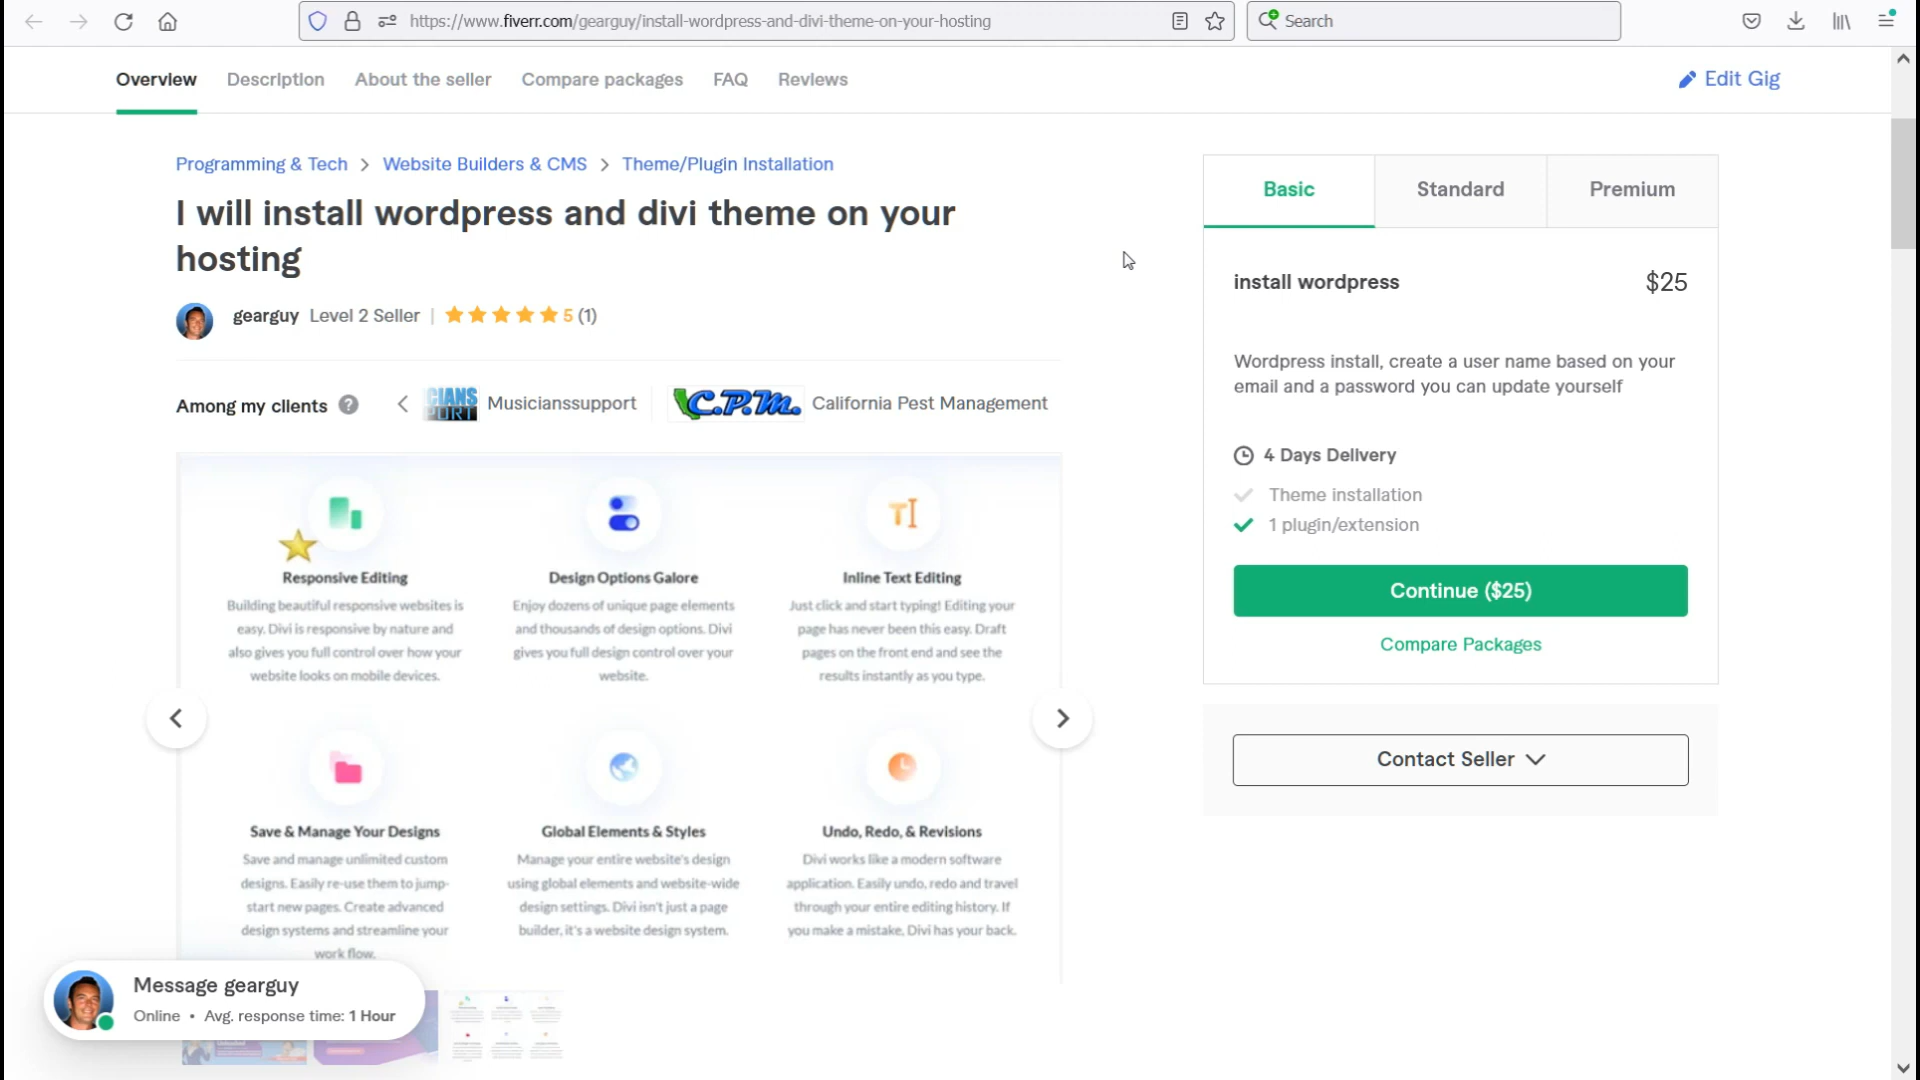 https://www.fiverr.com/gearguy/install-wordpress-and-divi-theme-on-your-hosting
Search
Overview
Description
About the seller
Compare packages
FAQ
Reviews
Edit Gig
Programming & Tech > Website Builders & CMS > Theme/Plugin Installation
I will install wordpress and divi theme on your
hosting
gearguy Level 2 Seller | 5 (1)
Among my clients ?
CIANS
PORT
Musicianssupport
C.P.M.
California Pest Management
Responsive Editing
Building beautiful responsive websites is
easy. Divi is responsive by nature and
also gives you full control over how your
website looks on mobile devices.
Design Options Galore
Enjoy dozens of unique page elements
and thousands of design options. Divi
gives you full design control over your
website.
TI
Inline Text Editing
Just click and start typing! Editing your
page has never been this easy. Draft
pages on the front end and see the
results instantly as you type.
Save & Manage Your Designs
Save and manage unlimited custom
designs. Easily re-use them to jump-
start new pages. Create advanced
design systems and streamline your
work flow.
Global Elements & Styles
Manage your entire website's design
using global elements and website-wide
design settings. Divi isn't just a page
builder, it's a website design system.
Undo, Redo, & Revisions
Divi works like a modern software
application. Easily undo, redo and travel
through your entire editing history. If
you make a mistake, Divi has your back.
Message gearguy
Online • Avg. response time: 1 Hour
Basic
Standard
Premium
install wordpress
$25
Wordpress install, create a user name based on your
email and a password you can update yourself
4 Days Delivery
Theme installation
1 plugin/extension
Continue ($25)
Compare Packages
Contact Seller